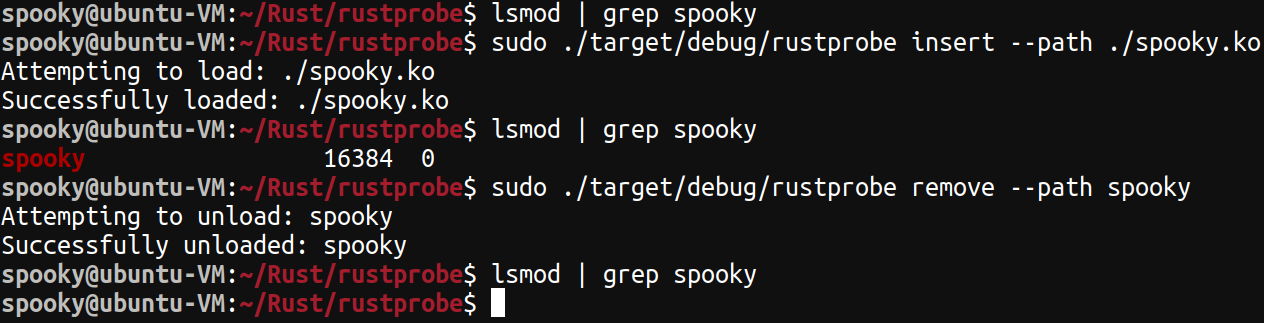 spooky@ubuntu-VM:~/Rust/rustprobe$ lsmod | grep spooky
spooky@ubuntu-VM:~/Rust/rustprobe$ sudo ./target/debug/rustprobe insert --path ./spooky.ko
Attempting to load: ./spooky.ko
Successfully loaded: ./spooky.ko
spooky@ubuntu-VM:~/Rust/rustprobe$ lsmod | grep spooky
spooky                 16384  0
spooky@ubuntu-VM:~/Rust/rustprobe$ sudo ./target/debug/rustprobe remove --path spooky
Attempting to unload: spooky
Successfully unloaded: spooky
spooky@ubuntu-VM:~/Rust/rustprobe$ lsmod | grep spooky
spooky@ubuntu-VM:~/Rust/rustprobe$